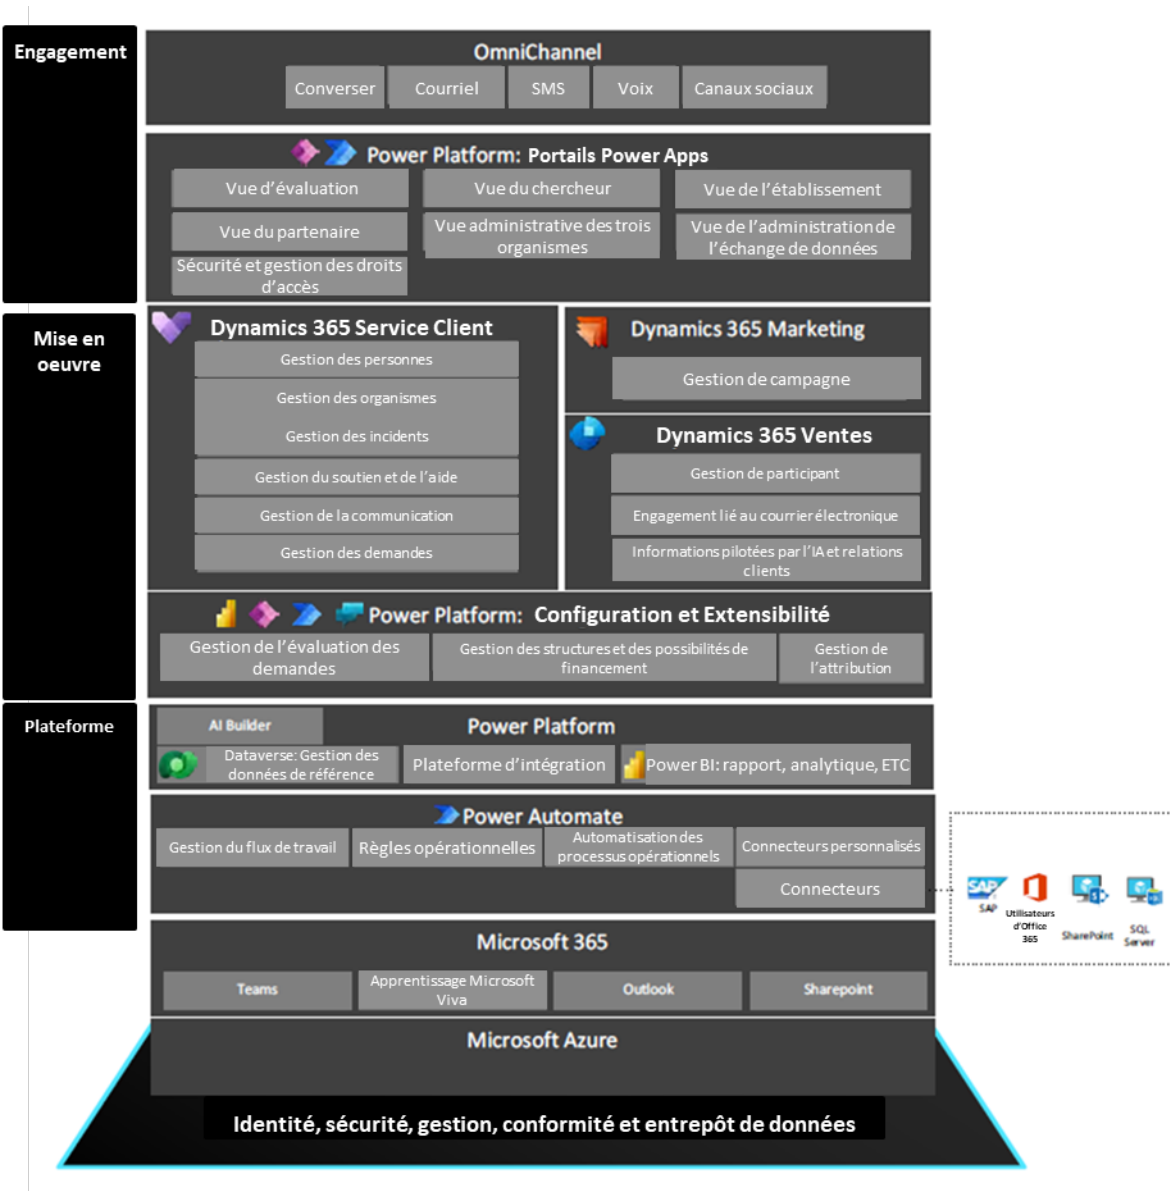 Engagement
OmniChannel
Converser
Courriel
SMS
Voix
Canaux sociaux
Power Platform: Portails Power Apps
Vue d'évaluation
Vue du chercheur
Vue de l'établissement
Vue du partenaire
Vue administrative des trois
organismes
Vue de l'administration de
l'échange de données
Sécurité et gestion des droits
d'accès
Mise en
oeuvre
Dynamics 365 Service Client
Gestion des personnes
Gestion des organismes
Gestion des incidents
Gestion du soutien et de l'aide
Gestion de la communication
Gestion des demandes
Dynamics 365 Marketing
Gestion de campagne
Dynamics 365 Ventes
Gestion de participant
Engagement lié au courrier électronique
Informations pilotées par l'IA et relations
clients
Power Platform: Configuration et Extensibilité
Gestion de l'évaluation des
demandes
Gestion des structures et des possibilités de
financement
Gestion de
l'attribution
Plateforme
AI Builder
Power Platform
Dataverse: Gestion des
données de référence
Plateforme d'intégration
Power BI: rapport, analytique, ETC
Power Automate
Gestion du flux de travail
Règles opérationnelles
Automatisation des
processus opérationnels
Connecteurs personnalisés
Connecteurs
SAP
SAP
Utilisateurs
d'Office
365
SharePoint
SQL
Server
Microsoft 365
Teams
Apprentissage Microsoft
Viva
Outlook
Sharepoint
Microsoft Azure
Identité, sécurité, gestion, conformité et entrepôt de données